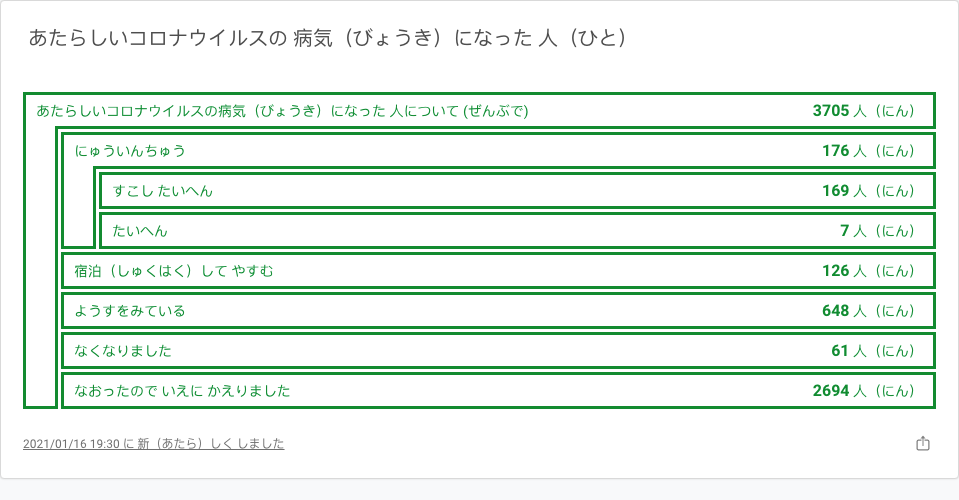 あたらしいコロナウイルスの 病気（びょうき）になった 人（ひと）
あたらしいコロナウイルスの病気（びょうき）になった 人について (ぜんぶで) 3705 人（にん）
にゅういんちゅう 176 人（にん）
すこし たいへん 169 人（にん）
たいへん 7 人（にん）
宿泊（しゅくはく）して やすむ 126 人（にん）
ようすをみている 648 人（にん）
なくなりました 61 人（にん）
なおったので いえに かえりました 2694 人（にん）
2021/01/16 19:30 に 新（あたら）しく しました